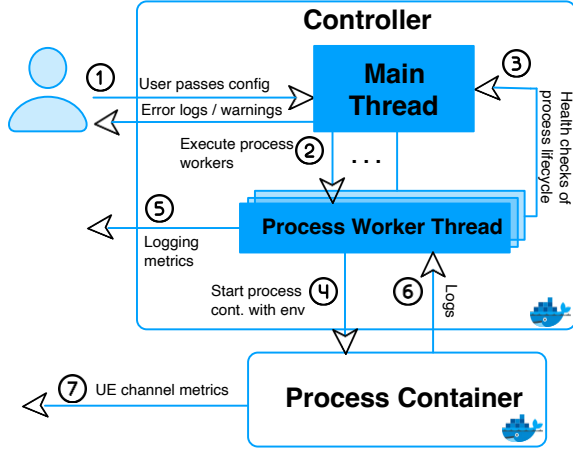 Controller
1
User passes config
Main
Thread
3
Error logs / warnings
Health checks of
process lifecycle
Execute process
workers
2
...
5
Process Worker Thread
Logging
metrics
Start process
cont. with env
4
6
Logs
7
UE channel metrics
Process Container